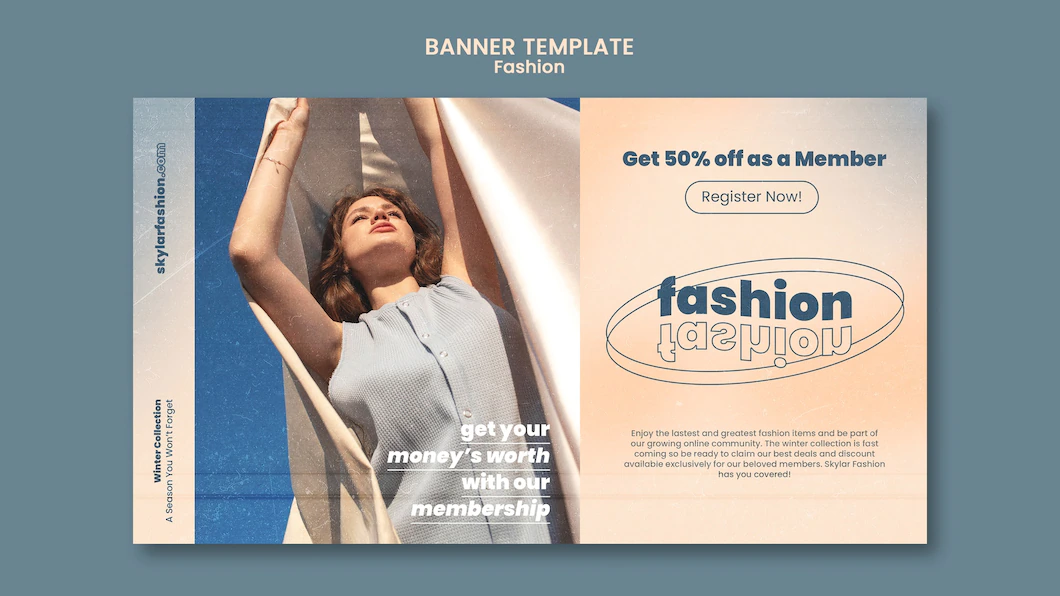 BANNER TEMPLATE
Fashion
skylarfashion.com
Winter Collection
A Season You Won't Forget
get your
money's worth
with our
membership
Get 50% off as a Member
Register Now!
fashion
fashion
Enjoy the lastest and greatest fashion items and be part of
our growing online community. The winter collection is fast
coming so be ready to claim our best deals and discount
available exclusively for our beloved members. Skylar Fashion
has you covered!